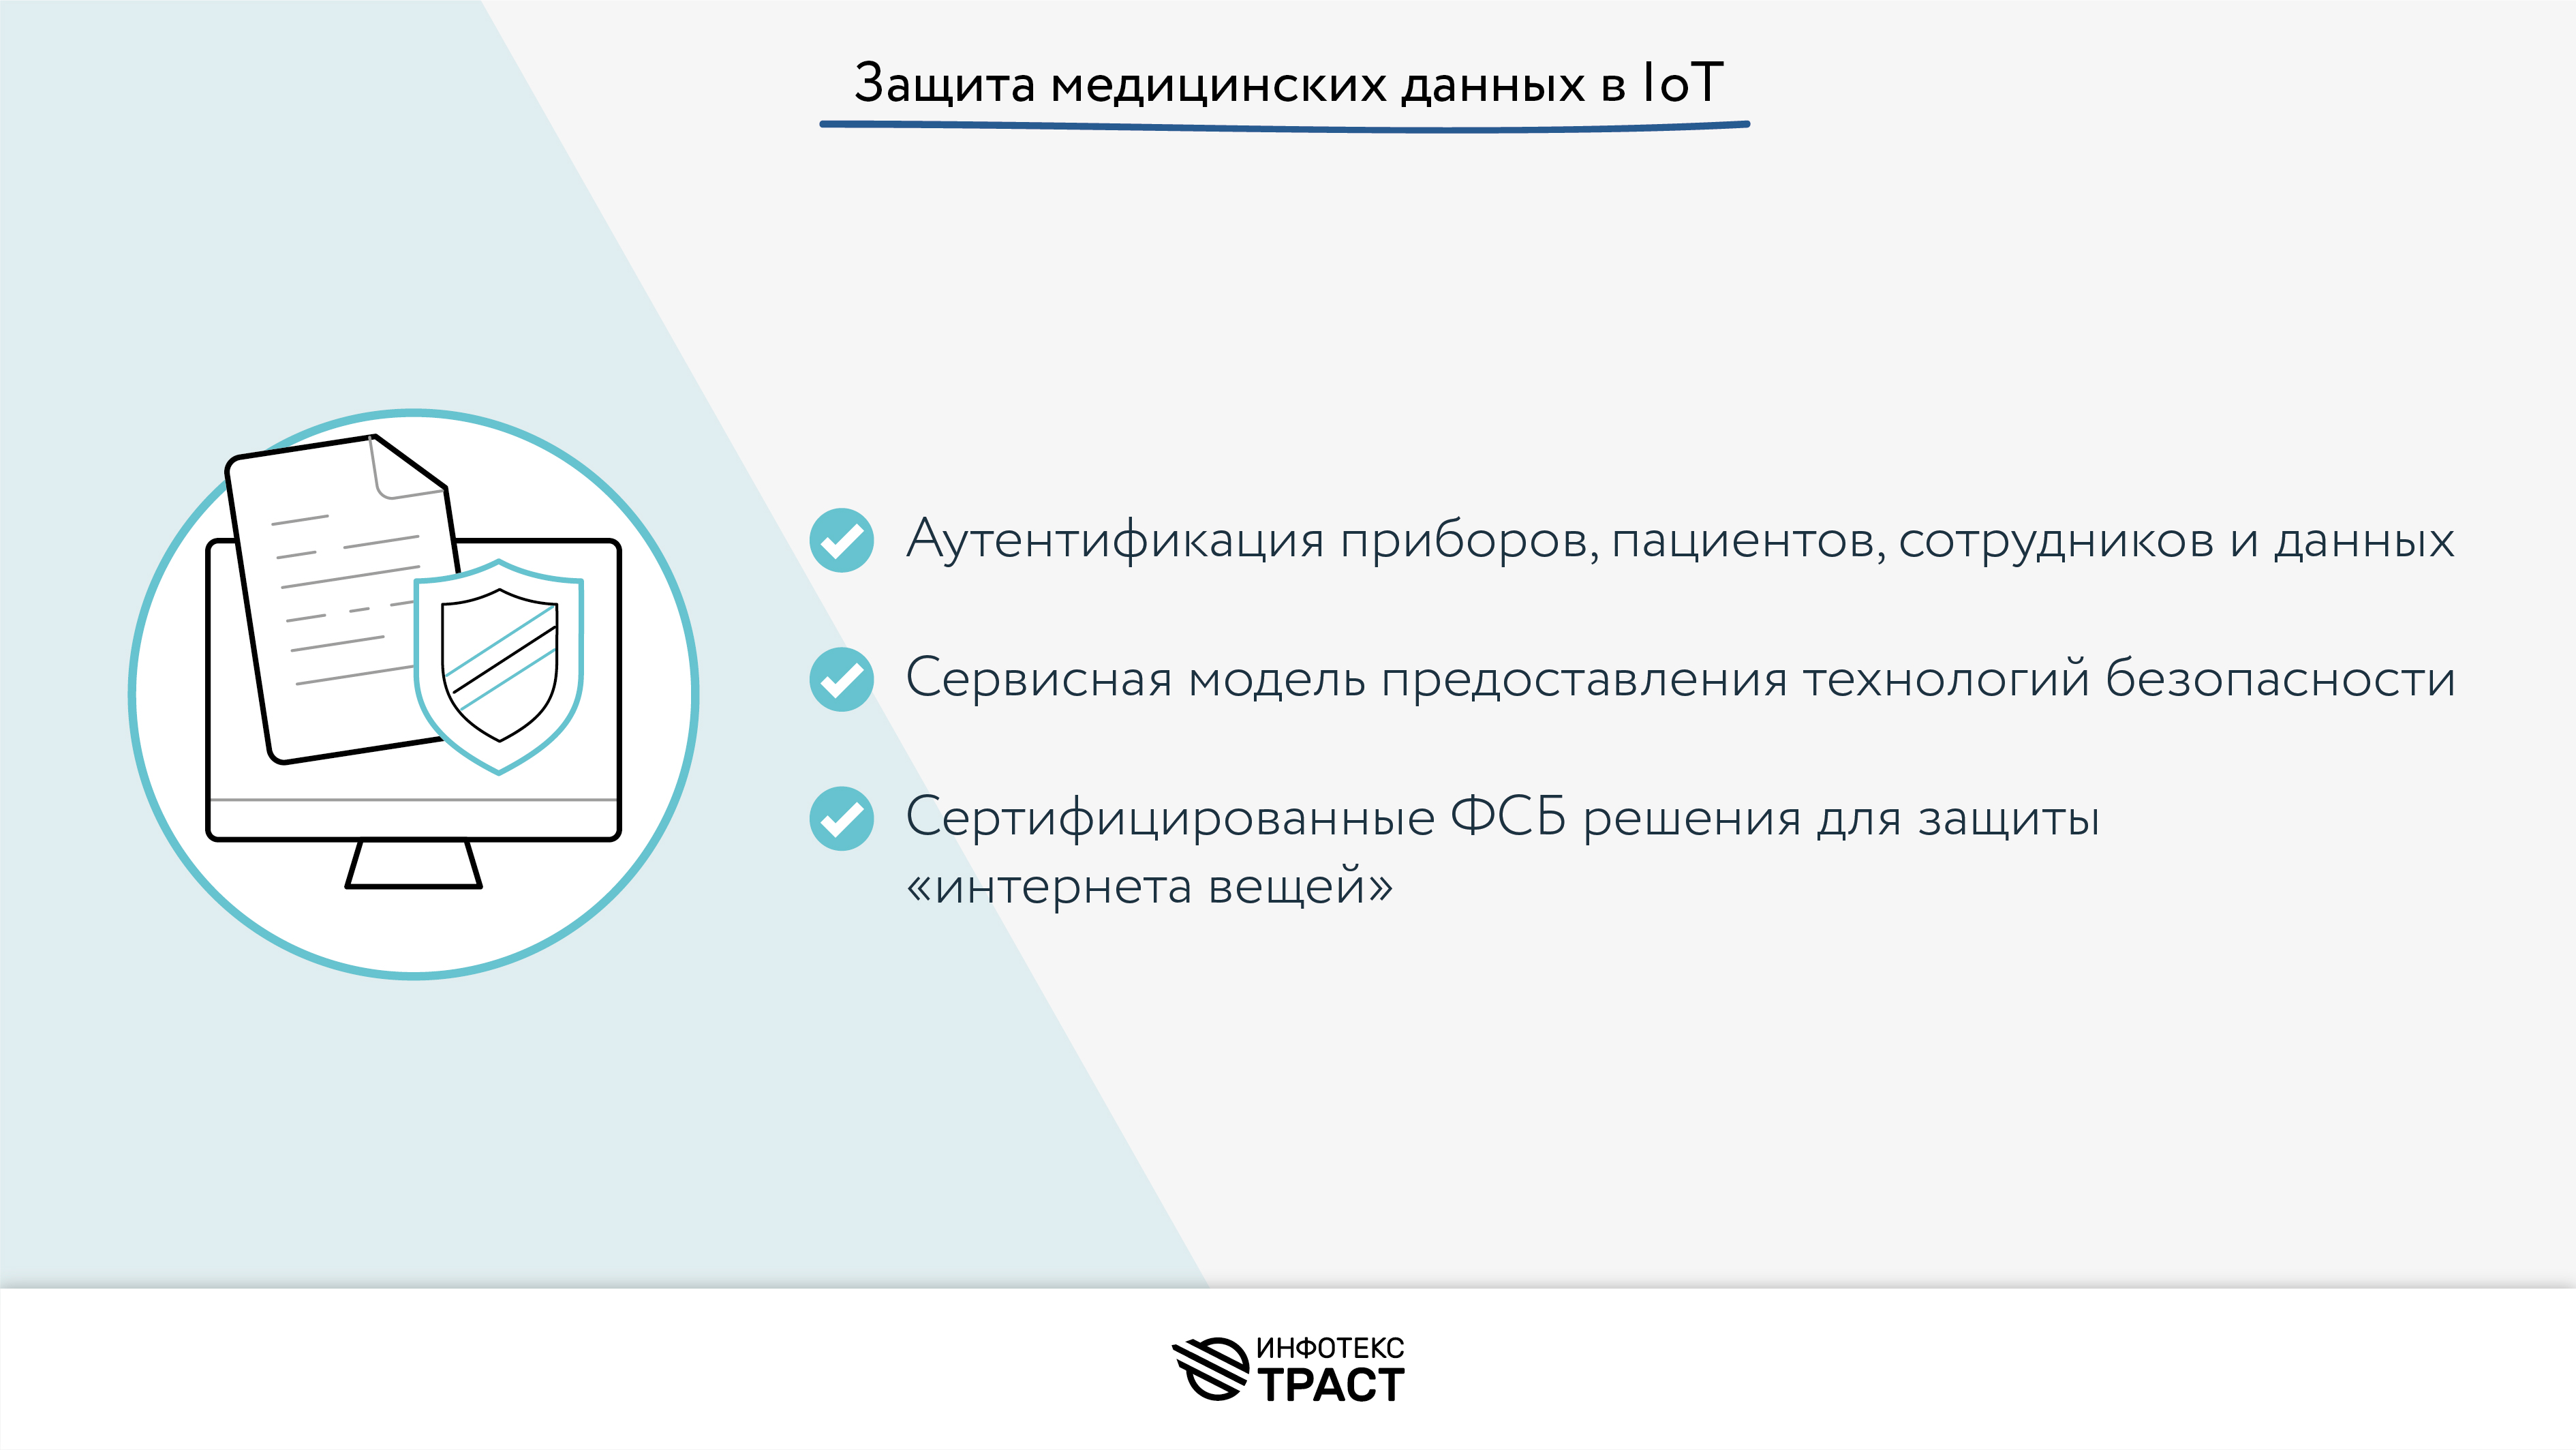 Защита медицинских данных в IoT
Аутентификация приборов, пациентов, сотрудников и данных
Сервисная модель предоставления технологий безопасности
Сертифицированные ФСБ решения для защиты
«интернета вещей»
ИНФОТЕКС
ТРАСТ